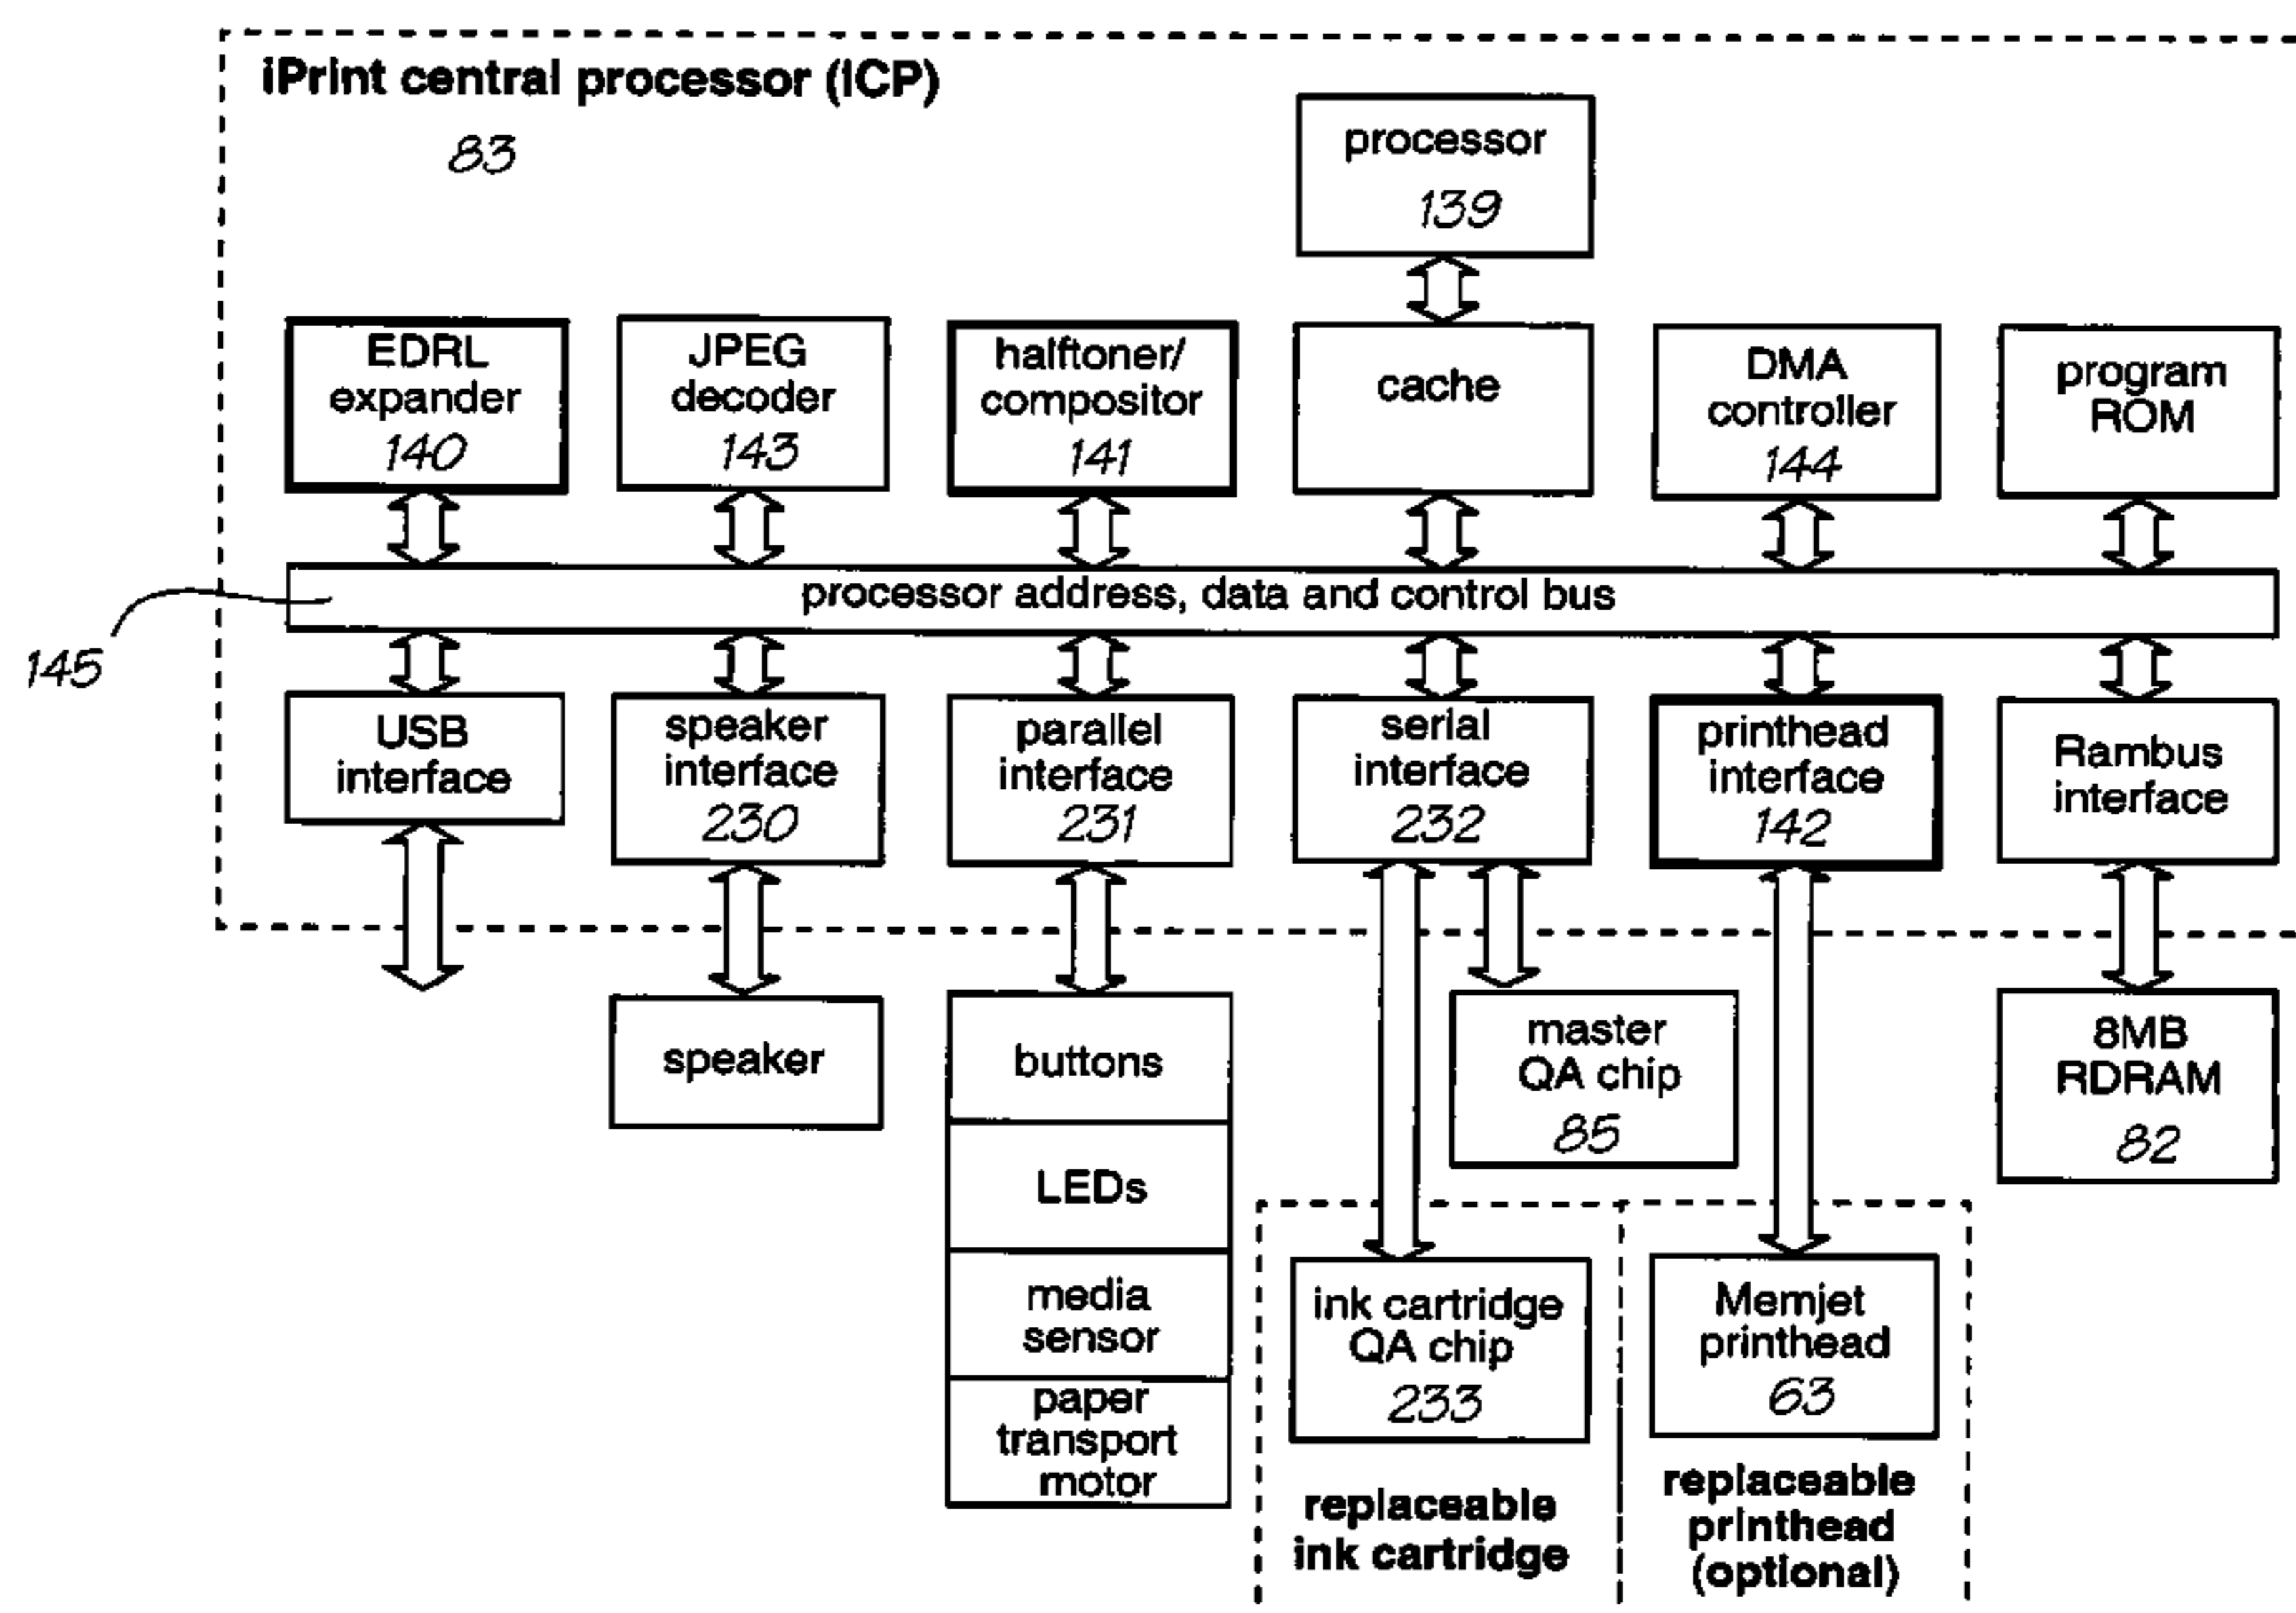 iPrint central processor (ICP)
83
processor
139
EDRL
expander
140
JPEG
decoder
143
halftoner/
compositor
141
cache
DMA
controller
144
program
ROM
processor address, data and control bus
145
USB
interface
speaker
interface
230
parallel
interface
231
serial
interface
232
printhead
interface
142
Rambus
interface
speaker
buttons
LEDs
media
sensor
paper
transport
motor
master
QA chip
85
8MB
RDRAM
82
ink cartridge
QA chip
233
replaceable
ink cartridge
Memjet
printhead
63
replaceable
printhead
(optional)